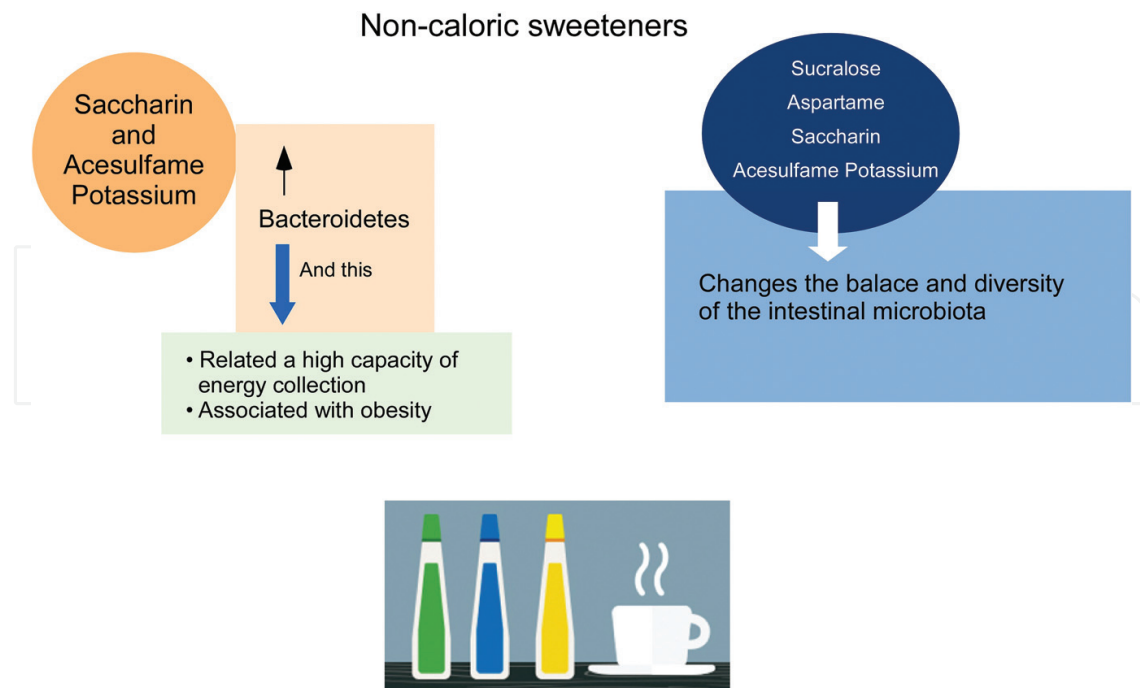 Non-caloric sweeteners
Saccharin
and
Acesulfame
Potassium
Bacteroidetes
And this
• Related a high capacity of
energy collection
• Associated with obesity
Sucralose
Aspartame
Saccharin
Acesulfame Potassium
Changes the balace and diversity
of the intestinal microbiota